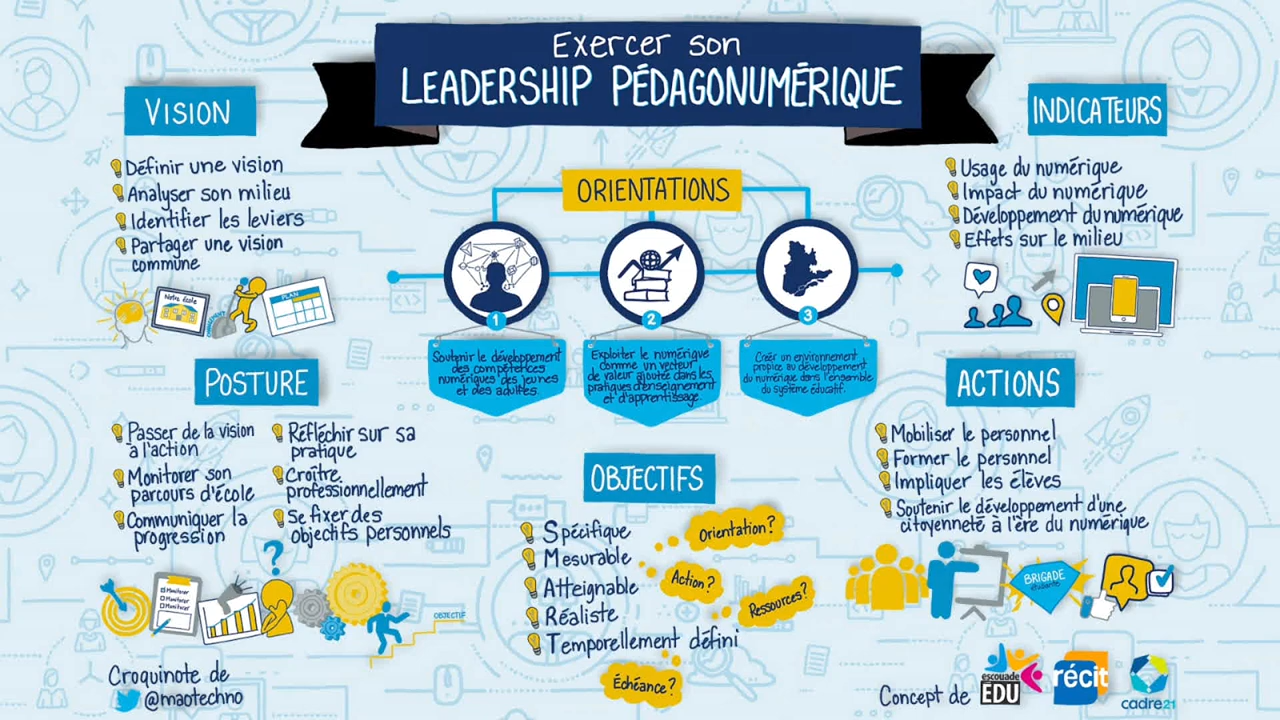 Exercer son
LEADERSHIP PÉDAGONUMÉRIQUE
VISION
Définir une vision
Analyser son milieu
Identifier les leviers
Partager une vision
commune
Notre école
PLAN
ORIENTATIONS
1
Soutenir le développement
des compétences
numériques des jeunes
et des adultes.
2
Exploiter le numérique
comme un vecteur
de valeur ajoutée dans les
pratiques d'enseignement
et d'apprentissage.
3
Créer un environnement
propice au développement
du numérique dans l'ensemble
du système éducatif.
INDICATEURS
Usage du numérique
Impact du numérique
Développement du numérique
Effets sur le milieu
POSTURE
Passer de la vision
à l'action
Monitorer son
parcours d'école
Communiquer la
progression
Réfléchir sur sa
pratique
Croître
professionnellement
Se fixer des
objectifs personnels
?
Monitorer
Monitorer
Monitorer
OBJECTIF
OBJECTIFS
Spécifique
Mesurable
Atteignable
Réaliste
Temporellement défini
Orientation?
Action?
Ressources?
Échéance?
ACTIONS
Mobiliser le personnel
Former le personnel
Impliquer les élèves
Soutenir le développement d'une
citoyenneté à l'ère du numérique
BRIGADE
Croquinote de
@maotechno
Concept de
escouade
EDU
récit
cadre21